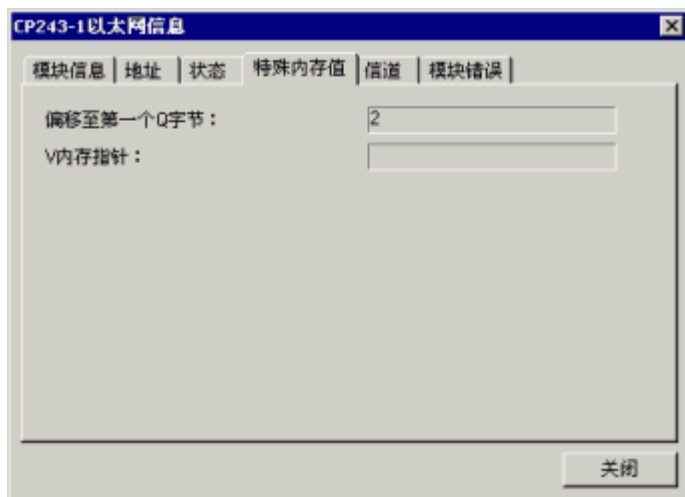 CP243-1以太网信息
模块信息 地址 状态 特殊内存值 信道 模块错误
偏移至第一个Q字节： 2
V内存指针：
关闭